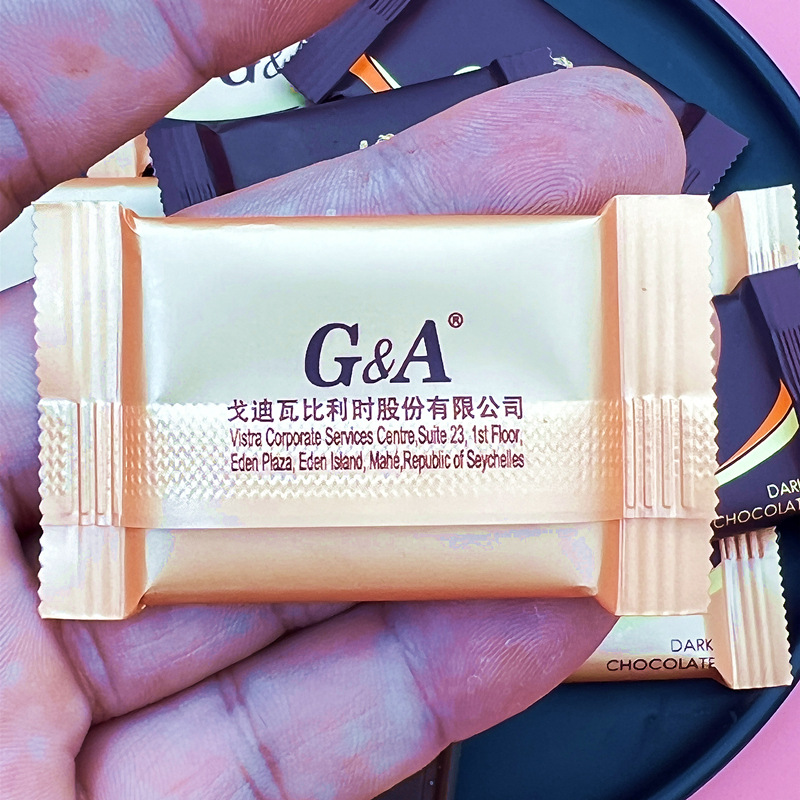 G&
G&A®
戈迪瓦比利时股份有限公司
Vistra Corporate Services Centre,Suite 23, 1st Floor,
Eden Plaza, Eden Island, Mahé,Republic of Seychelles
DARK
CHOCOLAT
DARK
CHOCOLATE